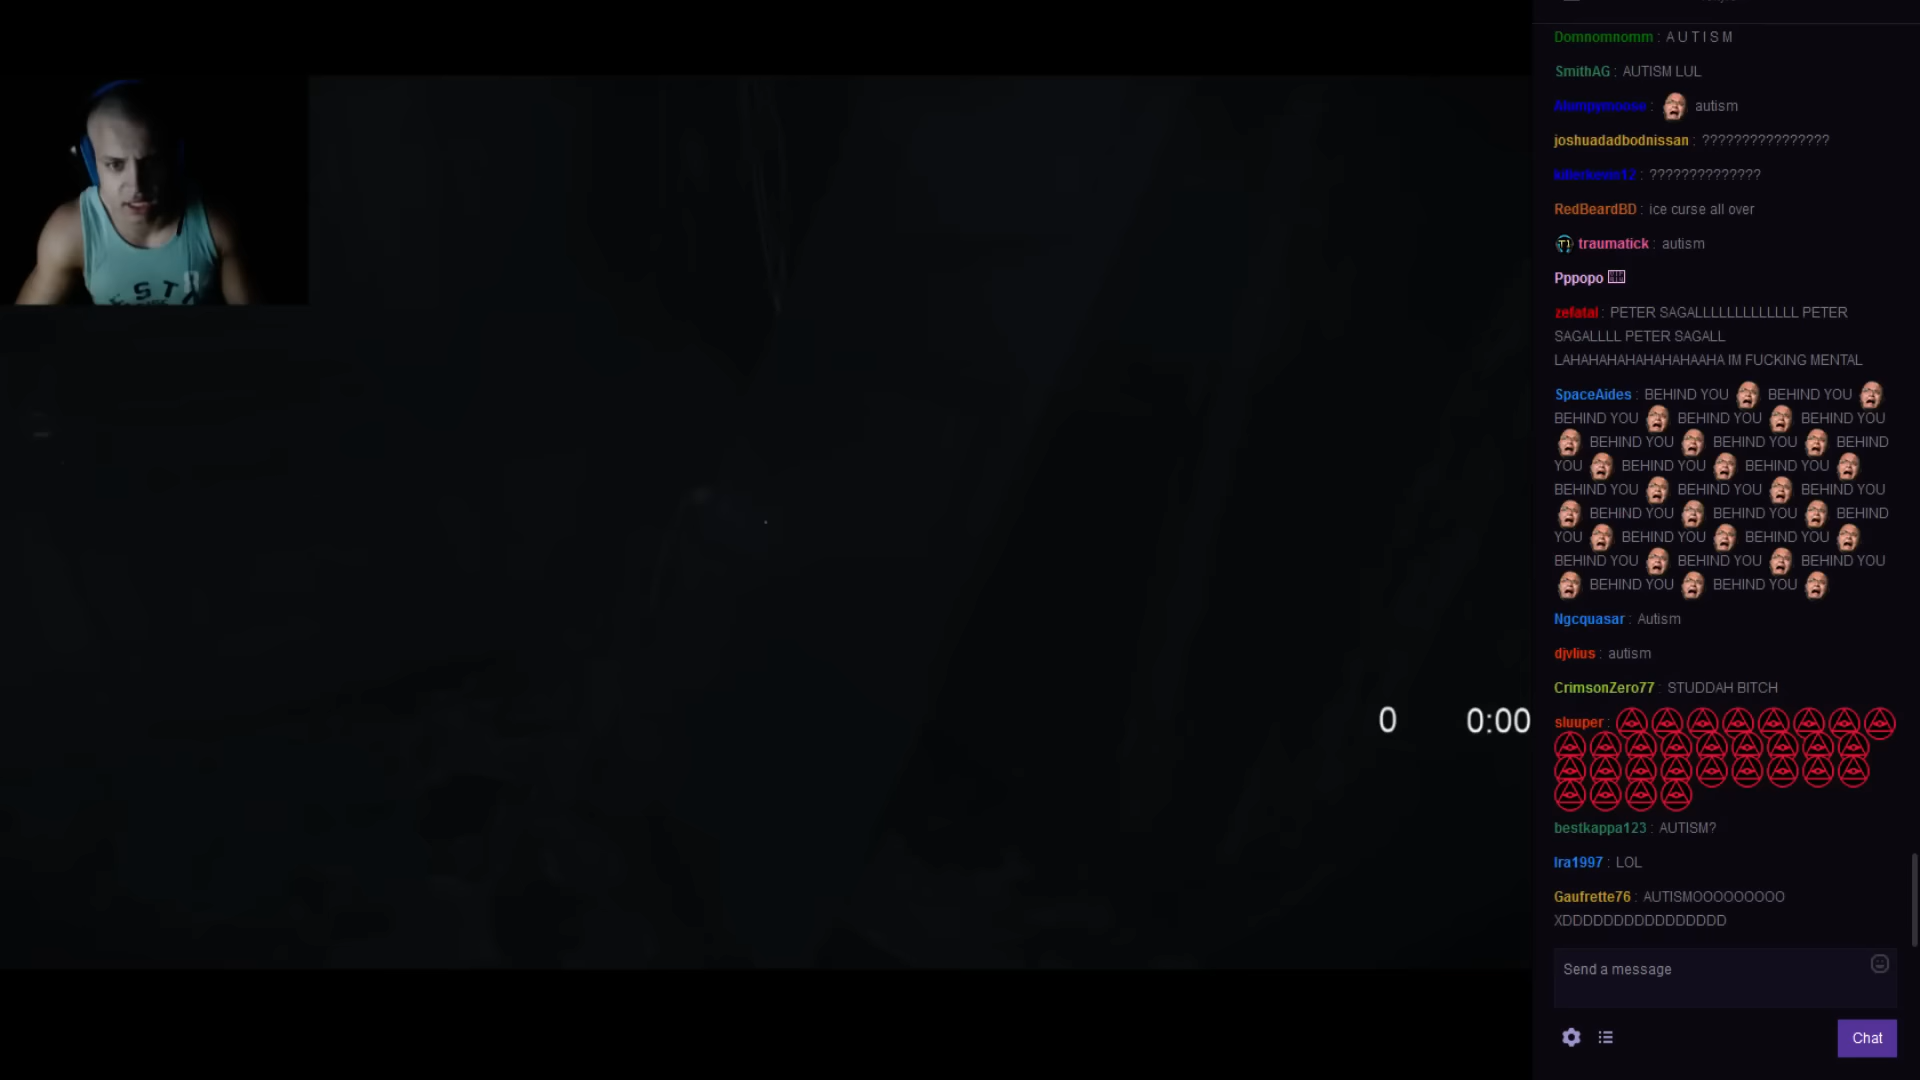 EST
0 0:00
Domnomnomm : A U T I S M
SmithAG : AUTISM LUL
autism
joshuadadbodnissan : ????????????????
killerkevin12 : ??????????????
RedBeardBD : ice curse all over
traumatick : autism
Pppopo
zefatal : PETER SAGALLLLLLLLLLLLL PETER
SAGALLLL PETER SAGALL
LAHAHAHAHAHAHAHAAHA IM FUCKING MENTAL
SpaceAides : BEHIND YOU BEHIND YOU
BEHIND YOU BEHIND YOU BEHIND YOU
BEHIND YOU BEHIND YOU BEHIND
YOU BEHIND YOU BEHIND YOU
BEHIND YOU BEHIND YOU BEHIND YOU
BEHIND YOU BEHIND YOU BEHIND
YOU BEHIND YOU BEHIND YOU
BEHIND YOU BEHIND YOU BEHIND YOU
BEHIND YOU BEHIND YOU
Ngcquasar : Autism
djvlius : autism
CrimsonZero77 : STUDDAH BITCH
sluuper :
bestkappa123 : AUTISM?
Ira1997 : LOL
Gaufrette76 : AUTISMOOOOOOOOO
XDDDDDDDDDDDDDDDD
Send a message
Chat